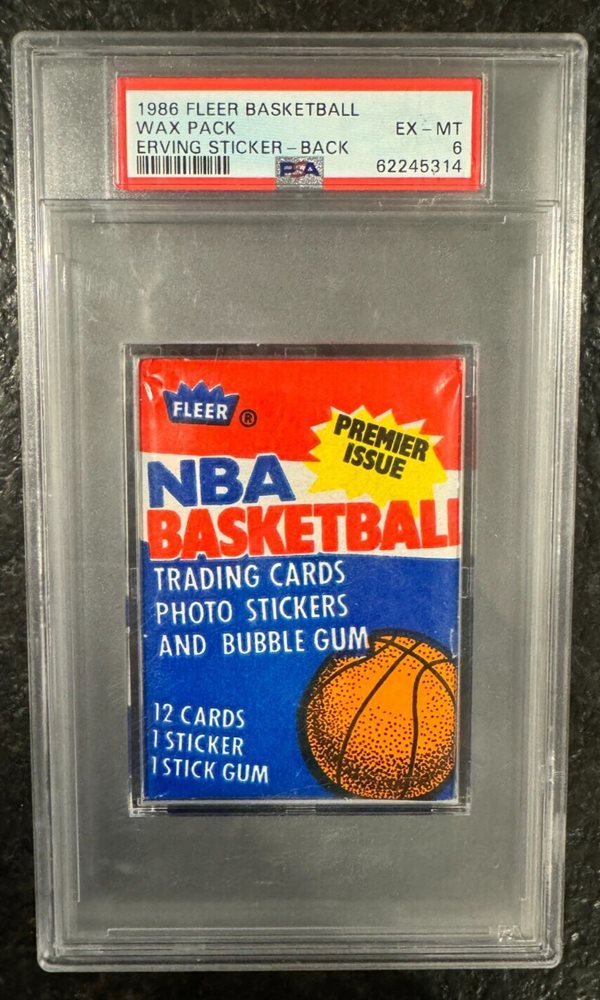 1986 FLEER BASKETBALL
WAX PACK EX-MT
ERVING STICKER-BACK 6
PSA 62245314
FLEER ®
PREMIER
ISSUE
NBA
BASKETBALL
TRADING CARDS
PHOTO STICKERS
AND BUBBLE GUM
12 CARDS
1 STICKER
1 STICK GUM